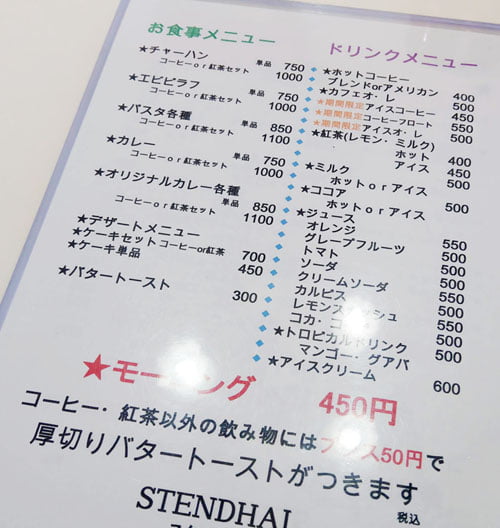 お食事メニュー
★チャーハン 単品 750
コーヒーor紅茶セット 1000
★エビピラフ 単品 750
コーヒーor紅茶セット 1000
★パスタ各種 単品 850
コーヒーor紅茶セット 1100
★カレー 単品 750
コーヒーor紅茶セット 1000
★オリジナルカレー各種 単品 850
コーヒーor紅茶セット 1100
★デザートメニュー
★ケーキセット コーヒーor紅茶 700
★ケーキ単品 450
★バタートースト 300
ドリンクメニュー
★ホットコーヒー
ブレンドorアメリカン 400
★カフェオ・レ 500
★期間限定 アイスコーヒー 450
★期間限定 コーヒーフロート 550
★期間限定 アイスオ・レ 500
★紅茶(レモン・ミルク)
ホット 400
アイス 450
★ミルク
ホットorアイス 500
★ココア
ホットorアイス 500
★ジュース
オレンジ 550
グレープフルーツ 550
トマト 500
ソーダ 500
クリームソーダ 550
カルピス 500
レモンスカッシュ 550
コカ・コ 500
★トロピカルドリンク
マンゴー・グアバ 500
★アイスクリーム 600
★モーニング 450円
コーヒー・紅茶以外の飲み物にはプラス50円で
厚切りバタートーストがつきます
税込
STENDHAL